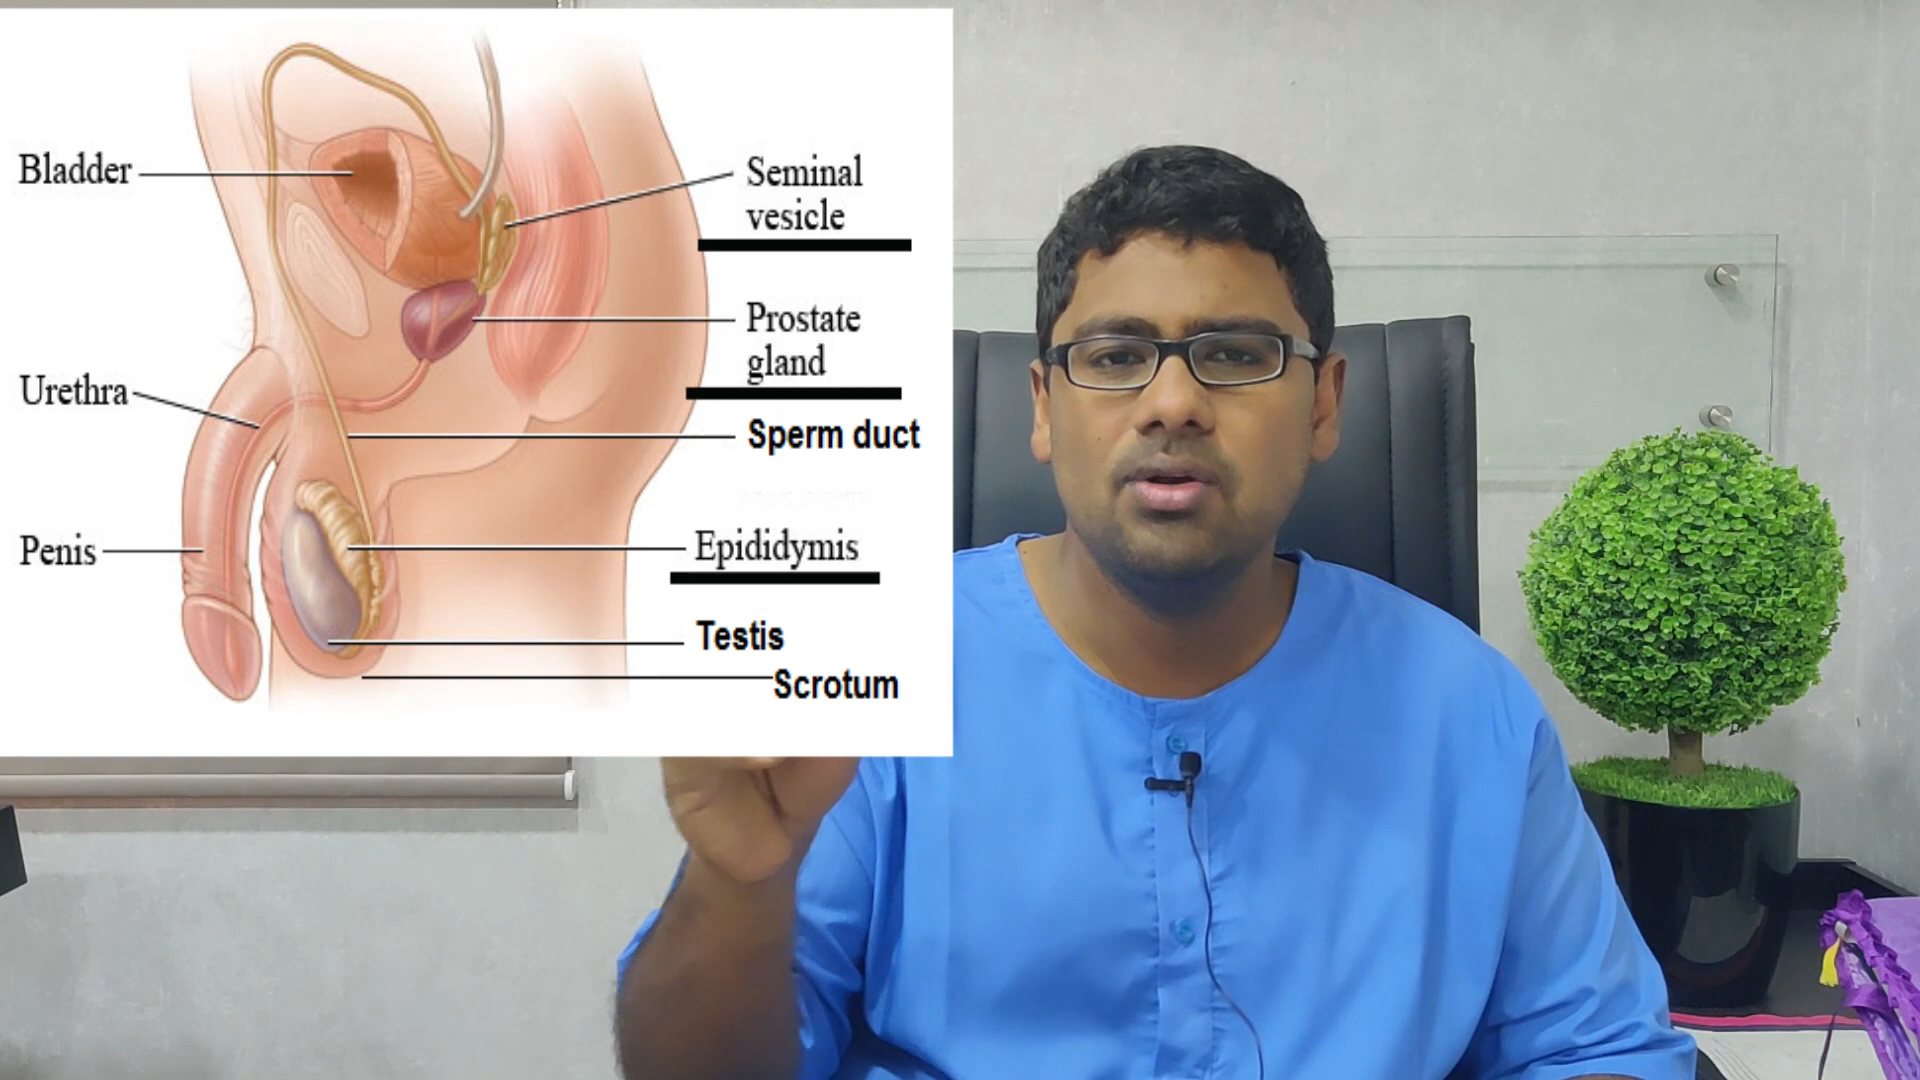 Bladder
Urethra
Penis
Seminal
vesicle
Prostate
gland
Sperm duct
Epididymis
Testis
Scrotum